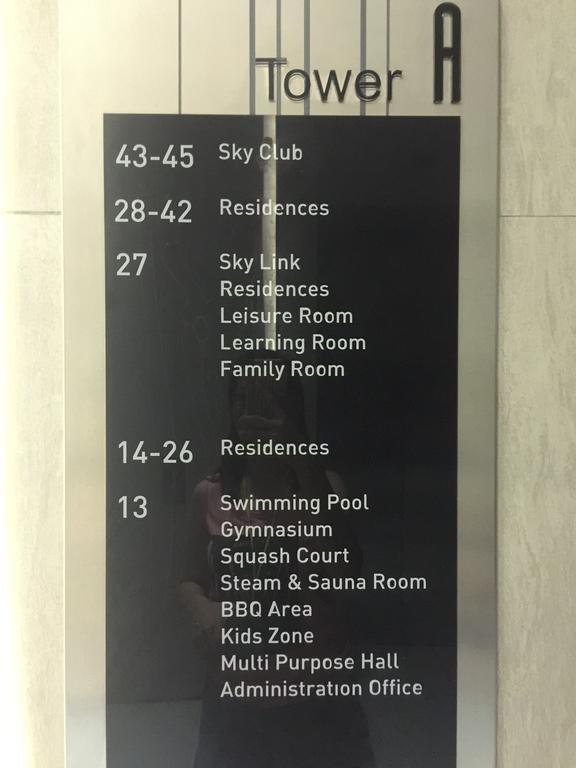 Tower A
43-45 Sky Club
28-42 Residences
27 Sky Link
Residences
Leisure Room
Learning Room
Family Room
14-26 Residences
13 Swimming Pool
Gymnasium
Squash Court
Steam & Sauna Room
BBQ Area
Kids Zone
Multi Purpose Hall
Administration Office